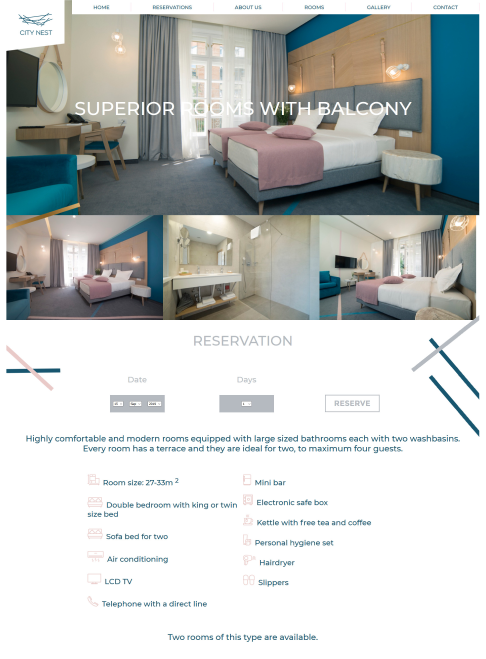 HOME RESERVATIONS ABOUT US ROOMS GALLERY CONTACT
CITY NEST
SUPERIOR ROOMS WITH BALCONY
RESERVATION
Date Days
RESERVE
Highly comfortable and modern rooms equipped with large sized bathrooms each with two washbasins.
Every room has a terrace and they are ideal for two, to maximum four guests.
Room size: 27-33m 2
Double bedroom with king or twin
size bed
Sofa bed for two
Air conditioning
LCD TV
Telephone with a direct line
Mini bar
Electronic safe box
Kettle with free tea and coffee
Personal hygiene set
Hairdryer
Slippers
Two rooms of this type are available.